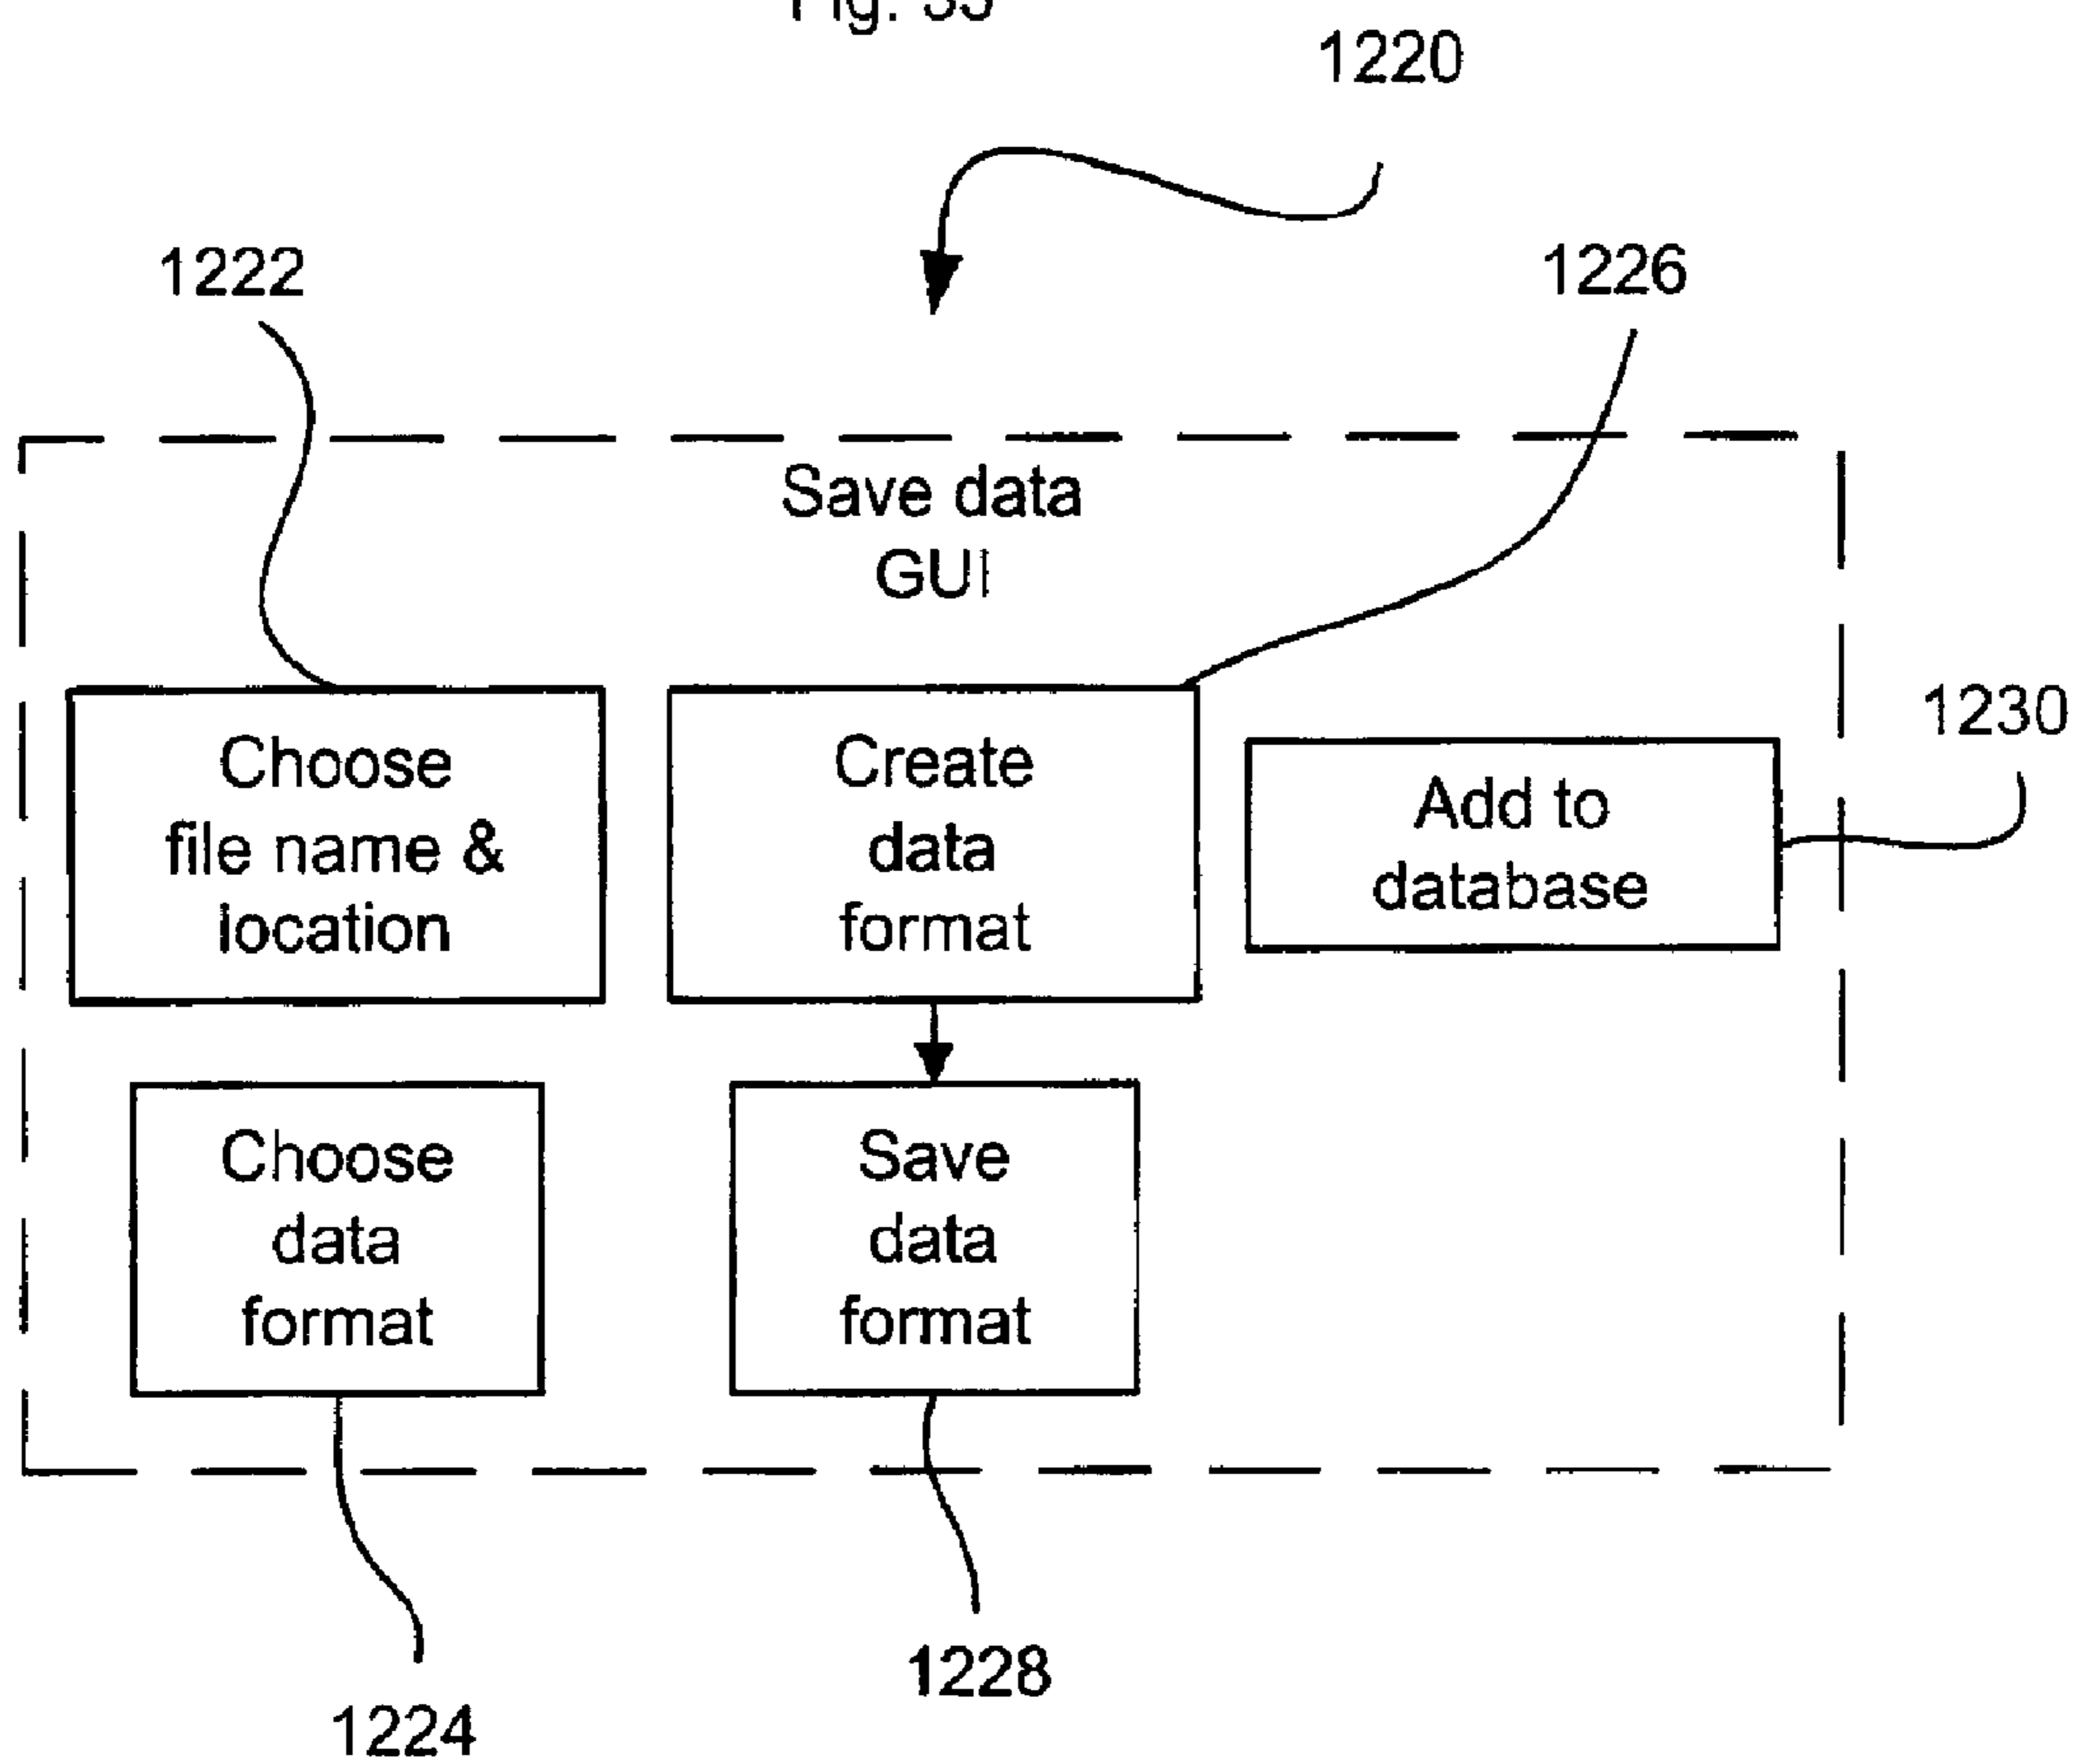 Fig.
1220
1222
1226
Save data
GUI
1230
Choose
file name &
location
Create
data
format
Add to
database
Choose
data
format
Save
data
format
1228
1224